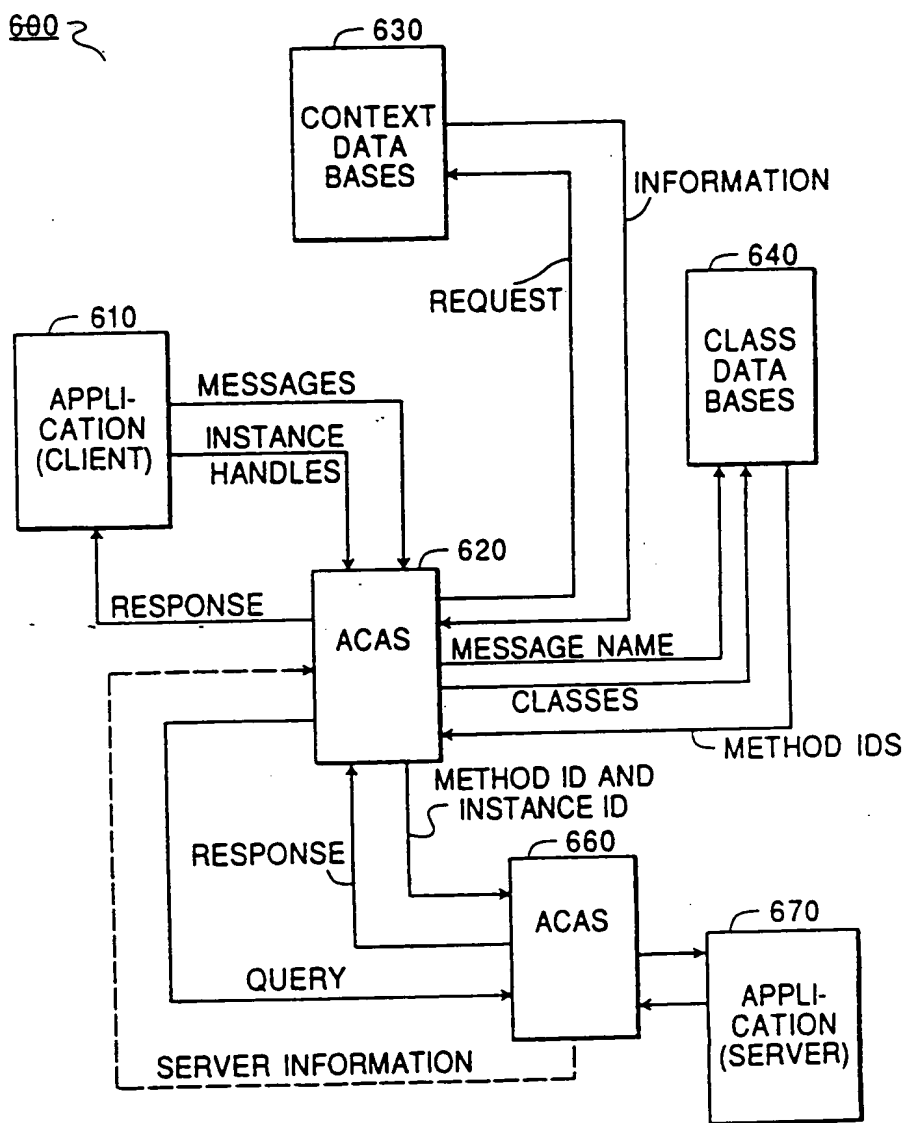 600
630
CONTEXT
DATA
BASES
INFORMATION
REQUEST
640
CLASS
DATA
BASES
610
APPLI-
CATION
(CLIENT)
MESSAGES
INSTANCE
HANDLES
RESPONSE
620
ACAS
MESSAGE NAME
CLASSES
METHOD IDS
METHOD ID AND
INSTANCE ID
RESPONSE
660
ACAS
QUERY
SERVER INFORMATION
670
APPLI-
CATION
(SERVER)